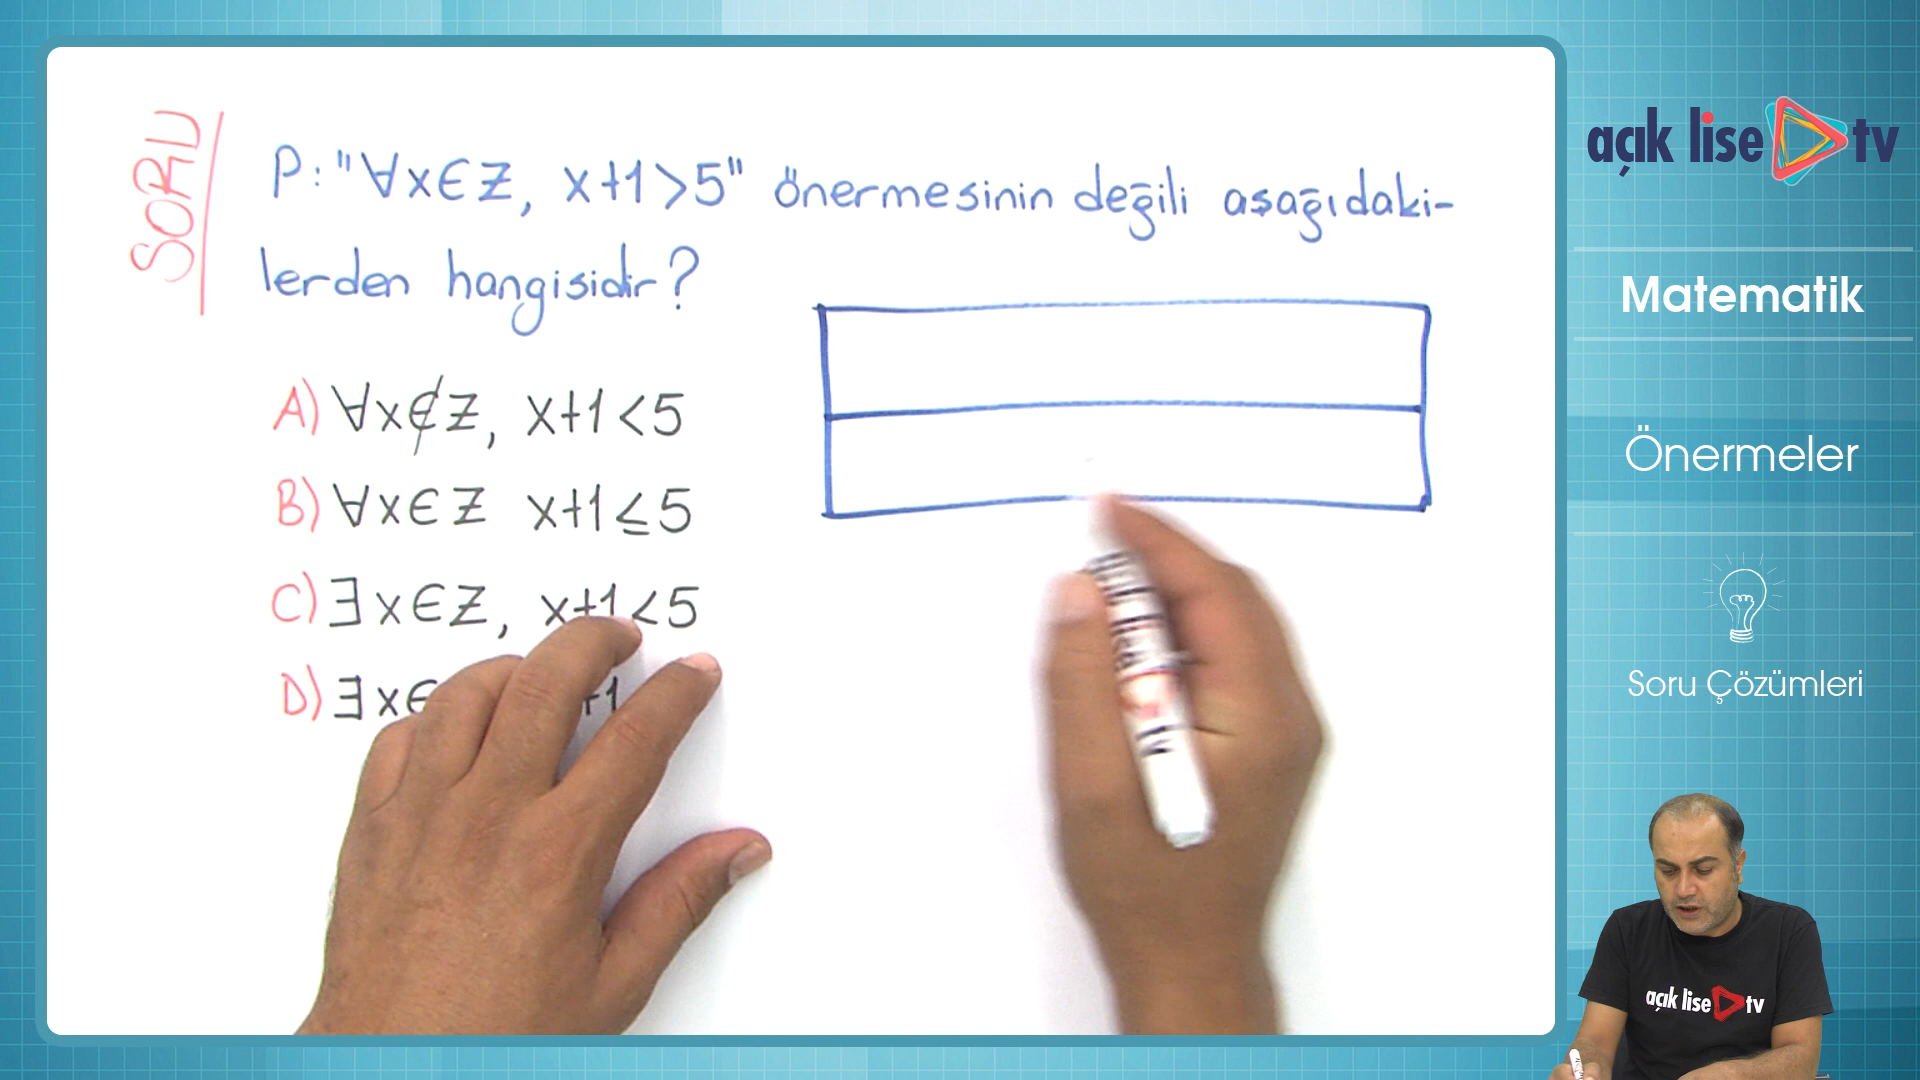 SORU
P: "∀x∈Z, x+1>5" önermesinin değili aşağıdaki-
lerden hangisidir?
A) ∀x∉Z, x+1<5
B) ∀x∈Z x+1≤5
C) ∃x∈Z, x+1<5
D) ∃x∈ +1
açık lise tv
Matematik
Önermeler
Soru Çözümleri
açık lise tv